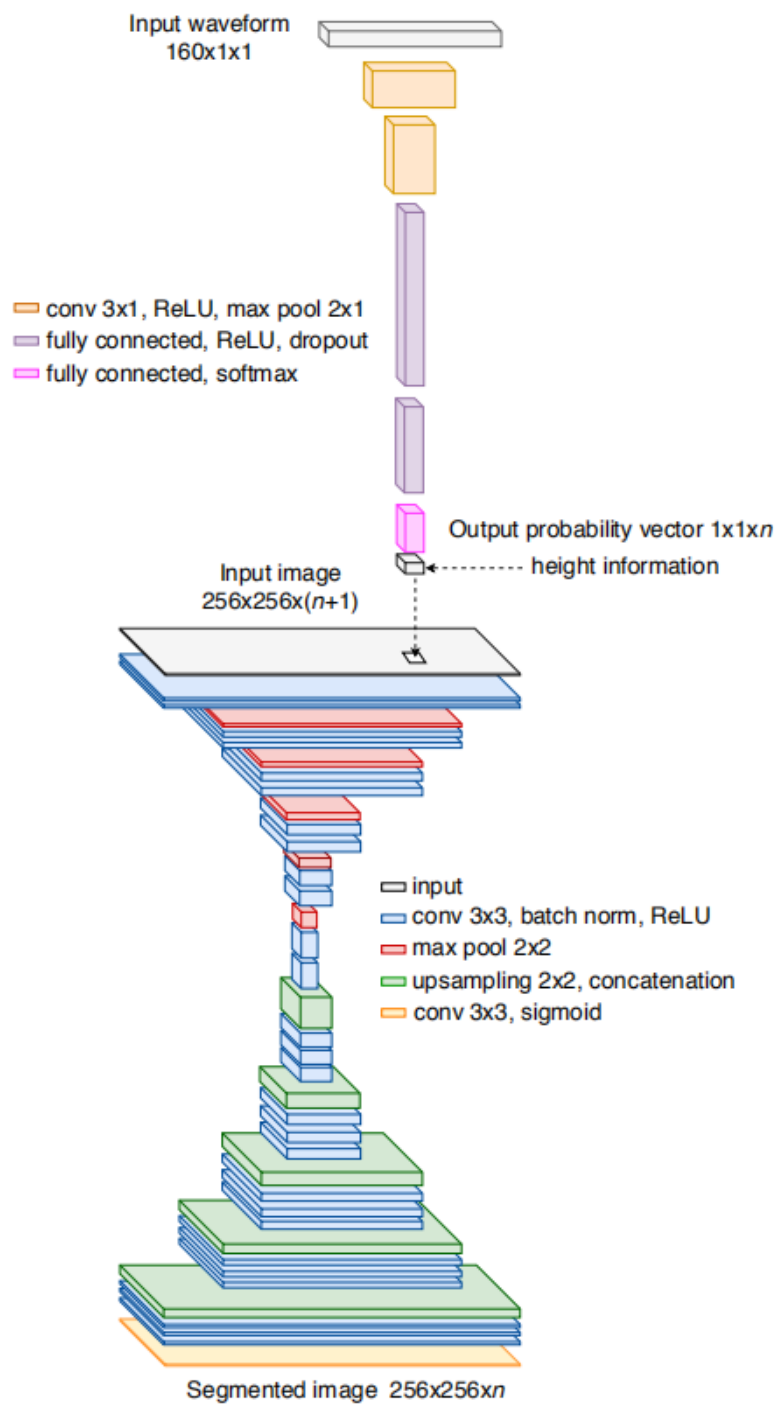 Input waveform
160x1x1
conv 3x1, ReLU, max pool 2x1
fully connected, ReLU, dropout
fully connected, softmax
Output probability vector 1x1xn
height information
Input image
256x256x(n+1)
input
conv 3x3, batch norm, ReLU
max pool 2x2
upsampling 2x2, concatenation
conv 3x3, sigmoid
Segmented image 256x256xn